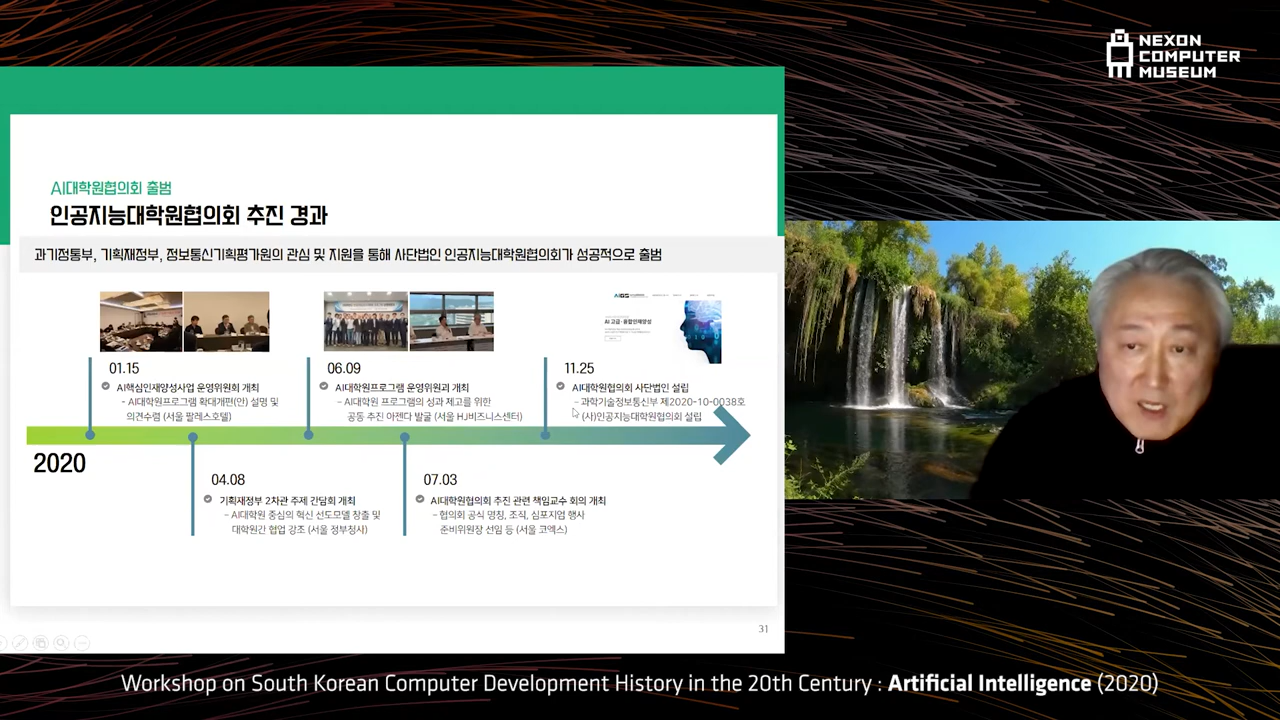 NEXON
COMPUTER
MUSEUM
AI대학원협의회 출범
인공지능대학원협의회 추진 경과
과기정통부, 기획재정부, 정보통신기획평가원의 관심 및 지원을 통해 사단법인 인공지능대학원협의회가 성공적으로 출범
AI 고급·융합인재양성
01.15
AI핵심인재양성사업 운영위원회 개최
- AI대학원프로그램 확대개편(안) 설명 및
의견수렴 (서울 팔레스호텔)
06.09
AI대학원프로그램 운영위원과 개최
- AI대학원 프로그램의 성과 제고를 위한
공동 추진 아젠다 발굴 (서울 HJ비즈니스센터)
11.25
AI대학원협의회 사단법인 설립
- 과학기술정보통신부 제2020-10-0038호
- (사)인공지능대학원협의회 설립
2020
04.08
기획재정부 2차관 주제 간담회 개최
- AI대학원 중심의 혁신 선도모델 창출 및
대학원간 협업 강조 (서울 정부청사)
07.03
AI대학원협의회 추진 관련 책임교수 회의 개최
- 협의회 공식 명칭, 조직, 심포지엄 행사
준비위원장 선임 등 (서울 코엑스)
31
Workshop on South Korean Computer Development History in the 20th Century : Artificial Intelligence (2020)